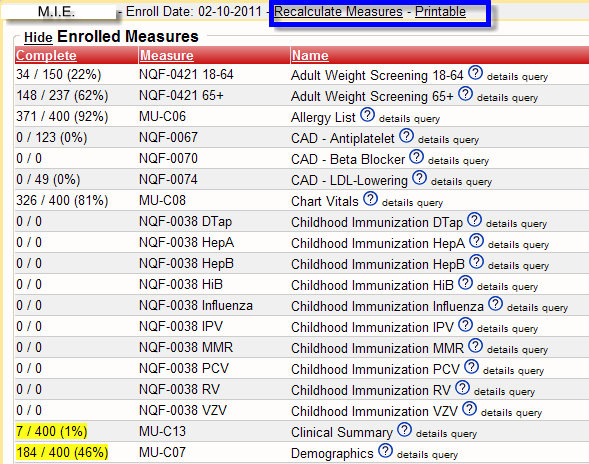 M.I.E. - Enroll Date: 02-10-2011 - Recalculate Measures - Printable
Hide Enrolled Measures
Complete Measure Name
34 / 150 (22%) NQF-0421 18-64 Adult Weight Screening 18-64 ? details query
148 / 237 (62%) NQF-0421 65+ Adult Weight Screening 65+ ? details query
371 / 400 (92%) MU-C06 Allergy List ? details query
0 / 123 (0%) NQF-0067 CAD - Antiplatelet ? details query
0 / 0 NQF-0070 CAD - Beta Blocker ? details query
0 / 49 (0%) NQF-0074 CAD - LDL-Lowering ? details query
326 / 400 (81%) MU-C08 Chart Vitals ? details query
0 / 0 NQF-0038 DTap Childhood Immunization DTap ? details query
0 / 0 NQF-0038 HepA Childhood Immunization HepA ? details query
0 / 0 NQF-0038 HepB Childhood Immunization HepB ? details query
0 / 0 NQF-0038 HiB Childhood Immunization HiB ? details query
0 / 0 NQF-0038 Influenza Childhood Immunization Influenza ? details query
0 / 0 NQF-0038 IPV Childhood Immunization IPV ? details query
0 / 0 NQF-0038 MMR Childhood Immunization MMR ? details query
0 / 0 NQF-0038 PCV Childhood Immunization PCV ? details query
0 / 0 NQF-0038 RV Childhood Immunization RV ? details query
0 / 0 NQF-0038 VZV Childhood Immunization VZV ? details query
7 / 400 (1%) MU-C13 Clinical Summary ? details query
184 / 400 (46%) MU-C07 Demographics ? details query